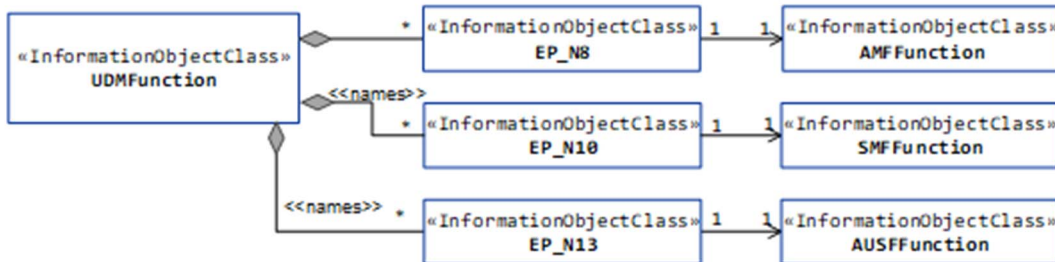 «InformationObjectClass»
UDMFunction
*
«InformationObjectClass»
EP_N8
1
1
«InformationObjectClass»
AMFFunction
<<names>>
*
«InformationObjectClass»
EP_N10
1
1
«InformationObjectClass»
SMFFunction
<<names>>
*
«InformationObjectClass»
EP_N13
1
1
«InformationObjectClass»
AUSFFunction